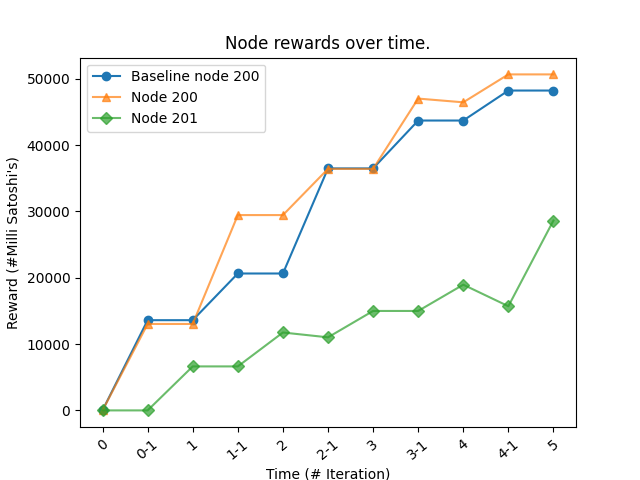 Node rewards over time.
Baseline node 200
Node 200
Node 201
Reward (#Milli Satoshi's)
50000
40000
30000
20000
10000
0
0 0-1 1 1-1 2 2-1 3 3-1 4 4-1 5
Time (# Iteration)